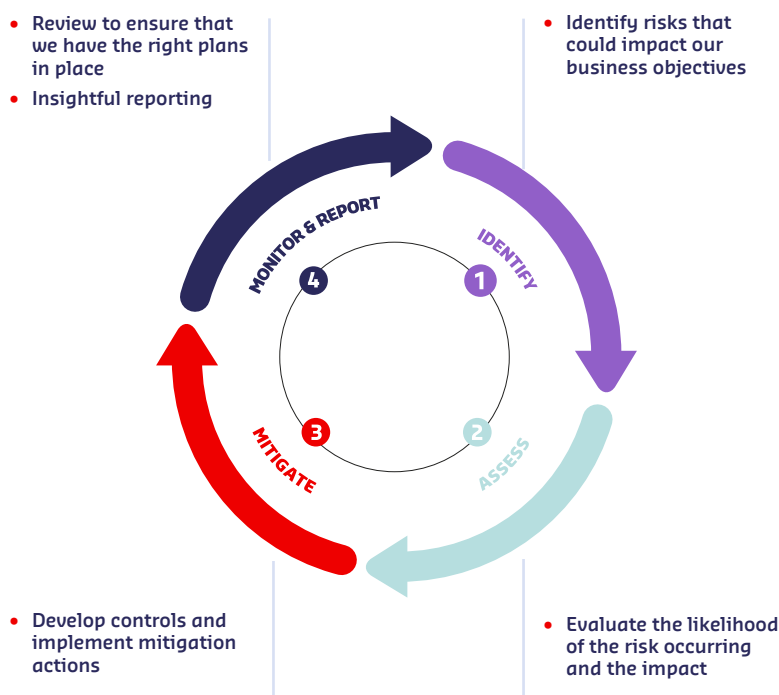 • Review to ensure that
we have the right plans
in place
• Insightful reporting
• Identify risks that
could impact our
business objectives
MONITOR & REPORT
IDENTIFY
4
1
3
2
MITIGATE
ASSESS
• Develop controls and
implement mitigation
actions
• Evaluate the likelihood
of the risk occurring
and the impact